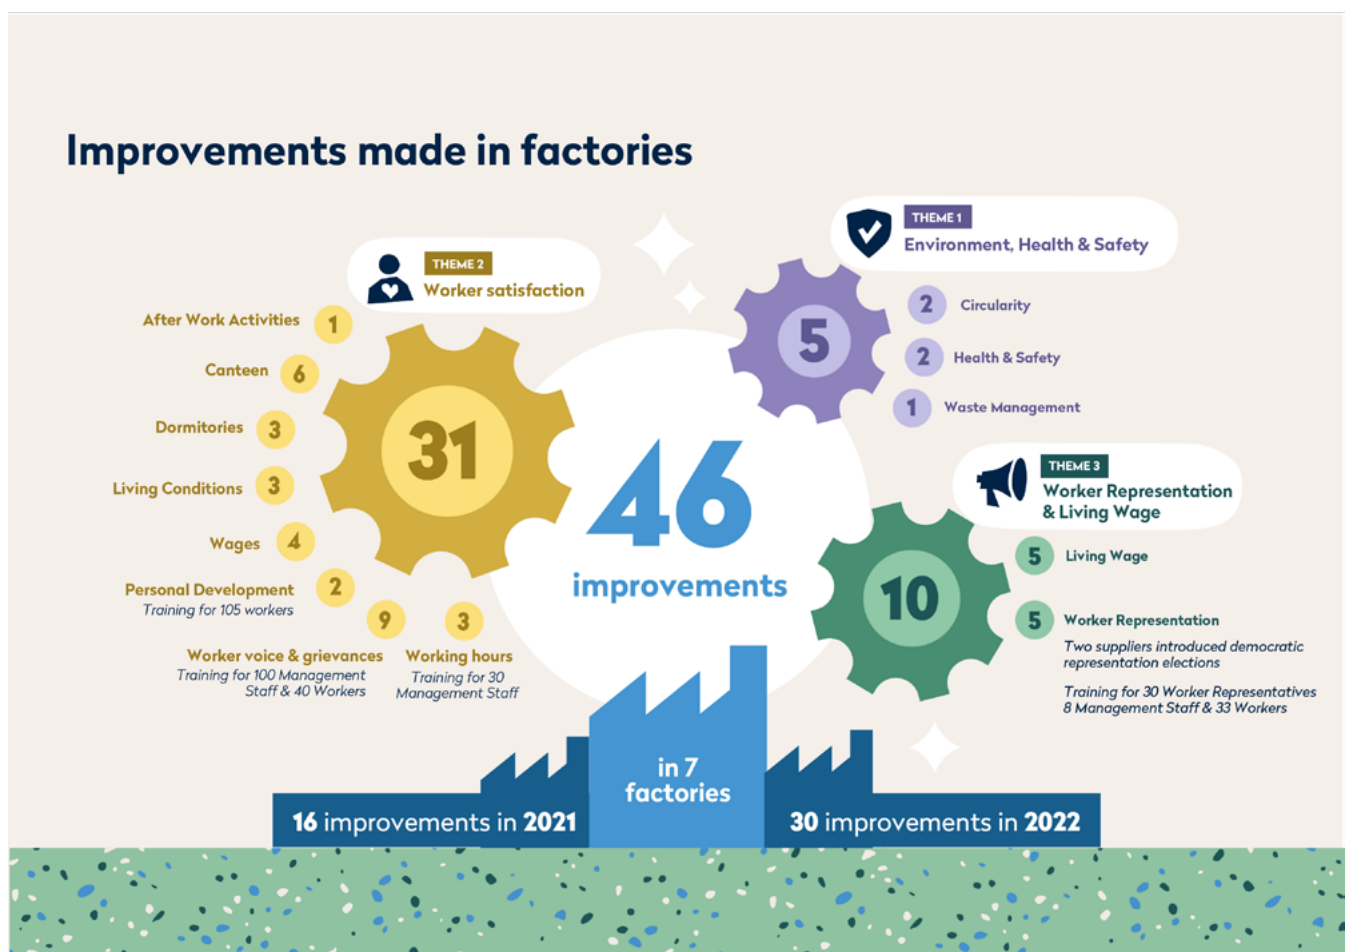 Improvements made in factories
THEME 1
Environment, Health & Safety
5
2 Circularity
2 Health & Safety
1 Waste Management
THEME 2
Worker satisfaction
31
After Work Activities 1
Canteen 6
Dormitories 3
Living Conditions 3
Wages 4
Personal Development 2
Training for 105 workers
9
Worker voice & grievances
Training for 100 Management
Staff & 40 Workers
3
Working hours
Training for 30
Management Staff
46
improvements
THEME 3
Worker Representation
& Living Wage
10
5 Living Wage
5 Worker Representation
Two suppliers introduced democratic
representation elections
Training for 30 Worker Representatives
8 Management Staff & 33 Workers
in 7
factories
16 improvements in 2021
30 improvements in 2022